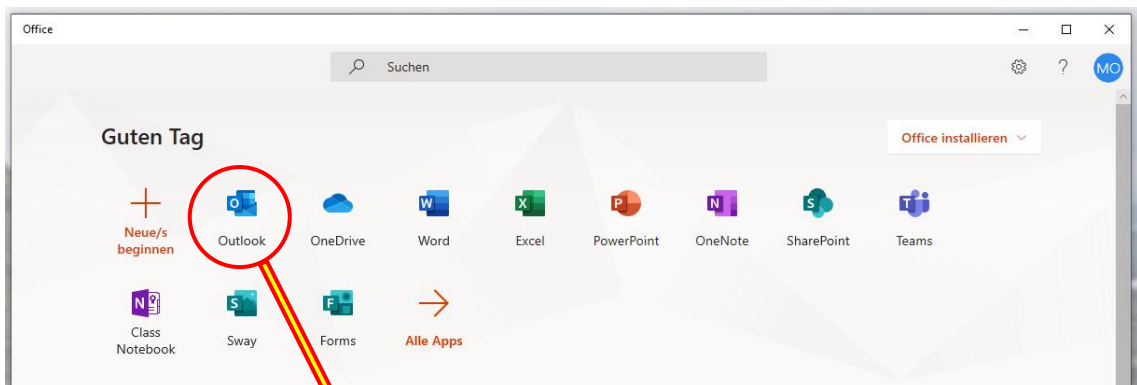 Office
Suchen
?
MO
Guten Tag
Office installieren
Neue/s
beginnen
Outlook
OneDrive
Word
Excel
PowerPoint
OneNote
SharePoint
Teams
Class
Notebook
Sway
Forms
Alle Apps